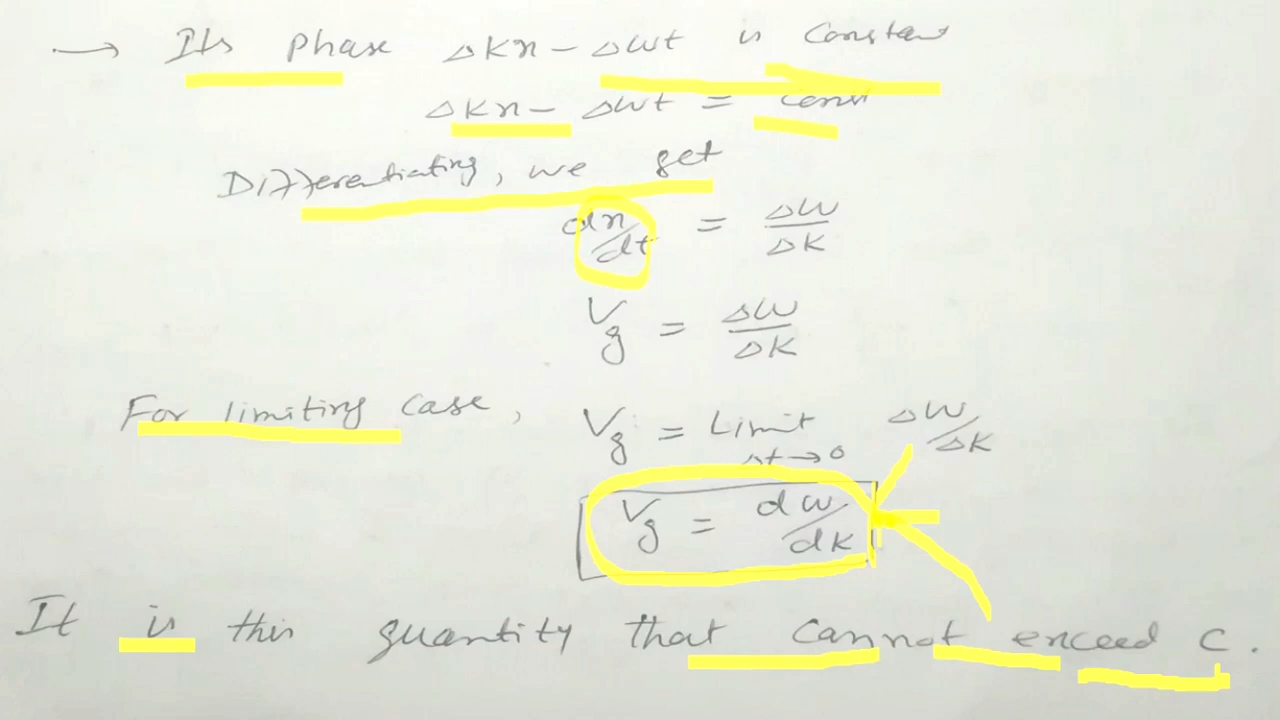 → Its phase ΔKx - Δωt is constant
ΔKx - Δωt = const
Differentiating, we get
dx/dt = Δω/ΔK
Vg = Δω/ΔK
For limiting case, Vg = Limit Δt→0 Δω/ΔK
Vg = dω/dK
It is this quantity that cannot exceed c.